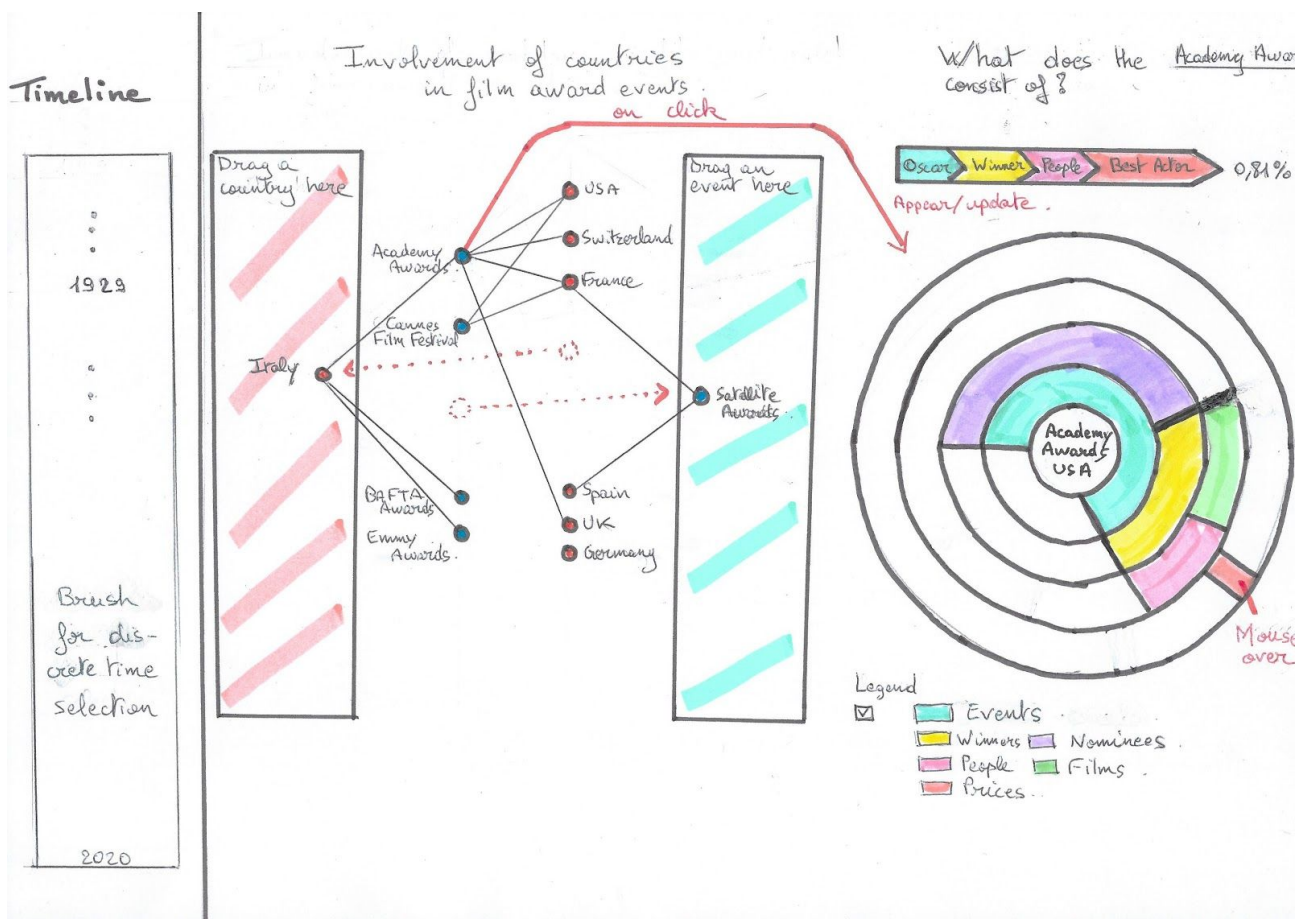 Timeline
1929
Brush
for dis-
crete time
selection
2020
Involvement of countries
in film award events.
on click
Drag a
country here
Drag an
event here
USA
Switzerland
France
Academy
Awards.
Cannes
Film Festival
Italy
Satellite
Awards.
BAFTA
Awards
Emmy
Awards.
Spain
UK
Germany
What does the Academy Awar
consist of?
Oscar Winner People Best Actor 0,81%
Appear/update.
Academy
Awards
USA
Mouse
over
Legend
Events
Winners Nominees.
People Films.
Prices..